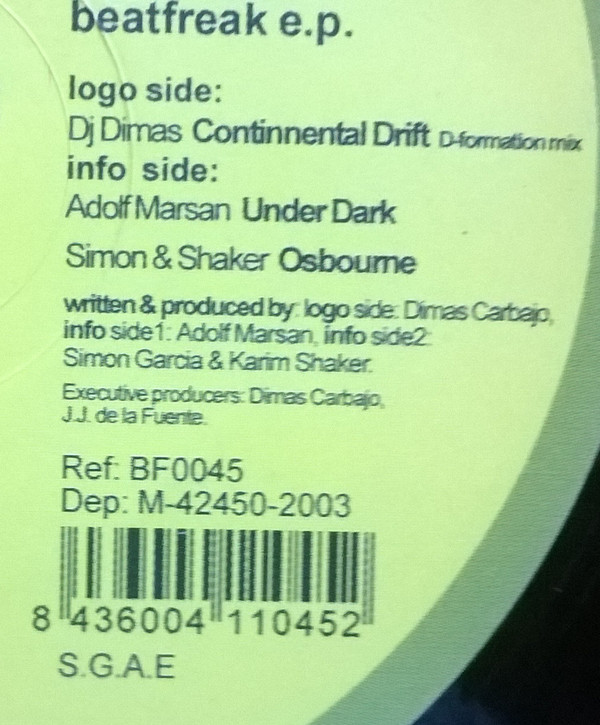 beatfreak e.p.
logo side:
Dj Dimas Continnental Drift D-formation mix
info side:
Adolf Marsan Under Dark
Simon & Shaker Osbourne
written & produced by: logo side: Dimas Carbajo,
info side1: Adolf Marsan, info side2:
Simon Garcia & Karim Shaker.
Executive producers: Dimas Carbajo,
J.J. de la Fuente.
Ref: BF0045
Dep: M-42450-2003
8 436004 110452
S.G.A.E